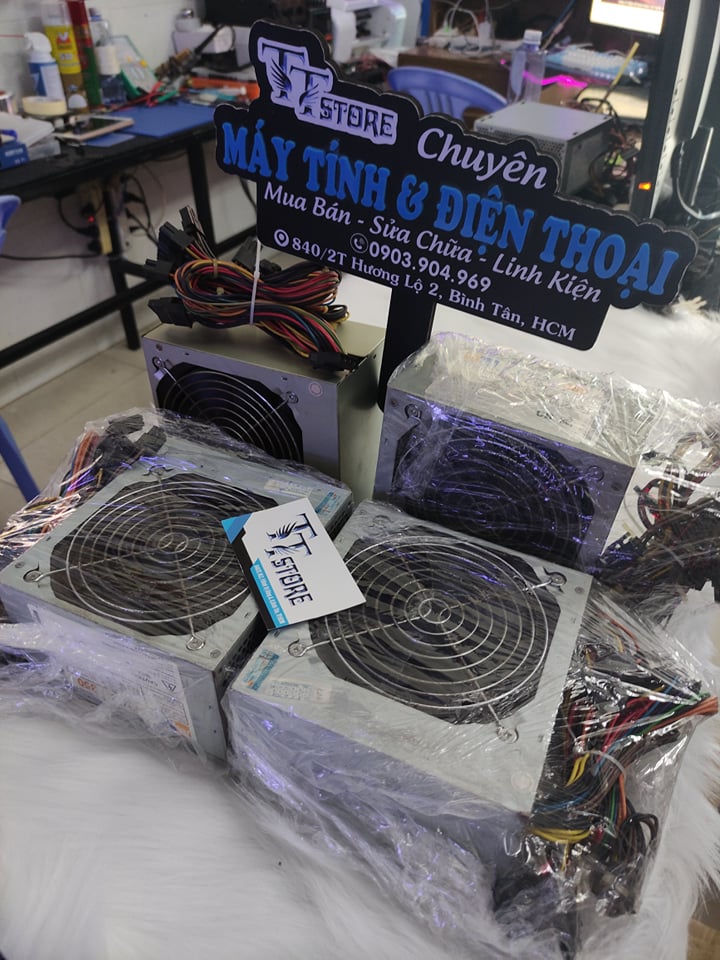 TT STORE
Chuyên
MÁY TÍNH & ĐIỆN THOẠI
Mua Bán - Sửa Chữa - Linh Kiện
0903.904.969
840/2T Hương Lộ 2, Bình Tân, HCM
TT STORE